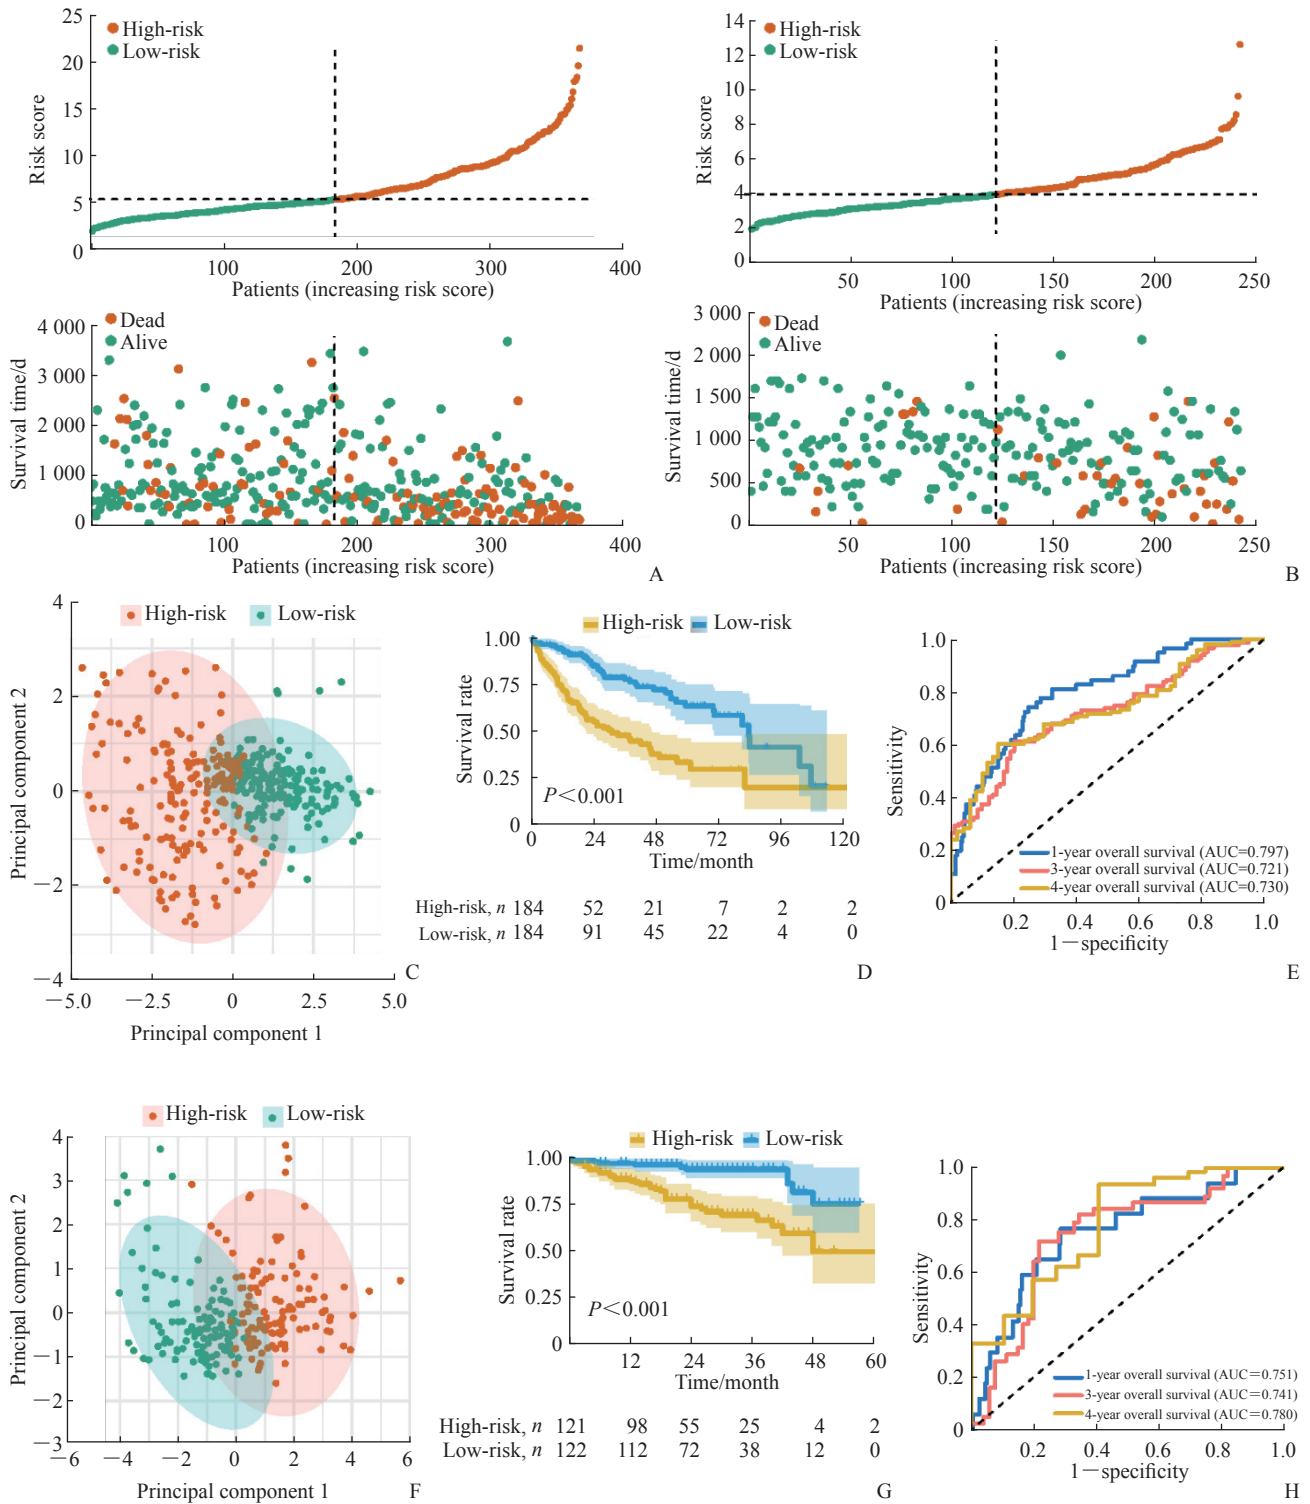 25
20
15
10
5
0
Risk score
High-risk
Low-risk
100
200
300
400
Patients (increasing risk score)
14
12
10
8
6
4
2
0
Risk score
High-risk
Low-risk
50
100
150
200
250
Patients (increasing risk score)
4 000
3 000
2 000
1 000
0
Survival time/d
Dead
Alive
100
200
300
400
Patients (increasing risk score)
A
3 000
2 500
2 000
1 500
1 000
500
0
Survival time/d
Dead
Alive
50
100
150
200
250
Patients (increasing risk score)
B
High-risk
Low-risk
4
2
0
−2
−4
Principal component 2
−5.0
−2.5
0
2.5
5.0
Principal component 1
C
High-risk
Low-risk
1.00
0.75
0.50
0.25
0
Survival rate
P<0.001
0
24
48
72
96
120
Time/month
High-risk, n 184 52 21 7 2 2
Low-risk, n 184 91 45 22 4 0
D
1.0
0.8
0.6
0.4
0.2
0
Sensitivity
1-year overall survival (AUC=0.797)
3-year overall survival (AUC=0.721)
4-year overall survival (AUC=0.730)
0.2
0.4
0.6
0.8
1.0
1−specificity
E
High-risk
Low-risk
4
3
2
1
0
−1
−2
−3
Principal component 2
−6
−4
−2
0
2
4
6
Principal component 1
F
High-risk
Low-risk
1.00
0.75
0.50
0.25
Survival rate
P<0.001
12
24
36
48
60
Time/month
High-risk, n 121 98 55 25 4 2
Low-risk, n 122 112 72 38 12 0
G
1.0
0.8
0.6
0.4
0.2
0
Sensitivity
1-year overall survival (AUC=0.751)
3-year overall survival (AUC=0.741)
4-year overall survival (AUC=0.780)
0.2
0.4
0.6
0.8
1.0
1−specificity
H